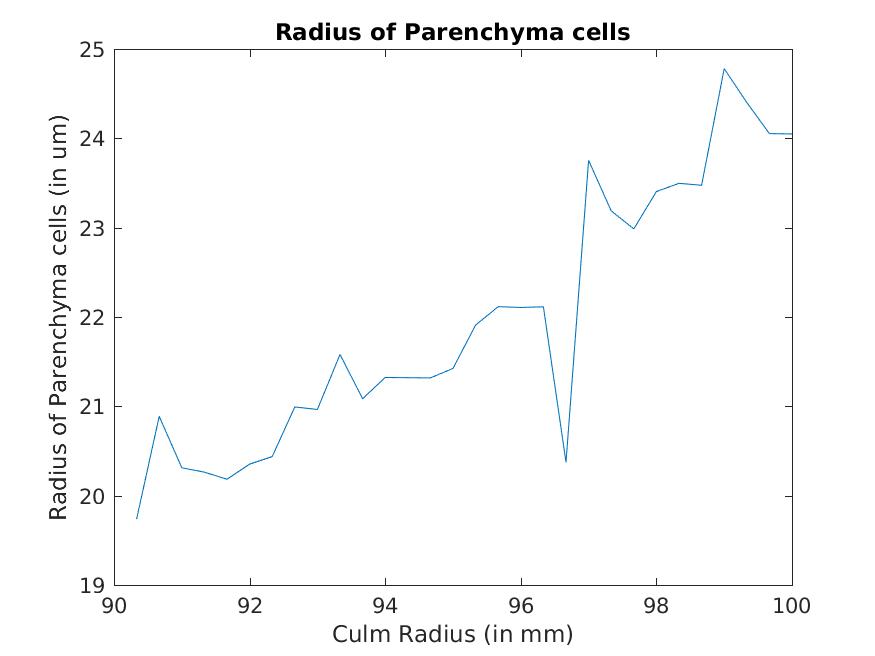 Radius of Parenchyma cells
Radius of Parenchyma cells (in um)
25
24
23
22
21
20
19
90 92 94 96 98 100
Culm Radius (in mm)